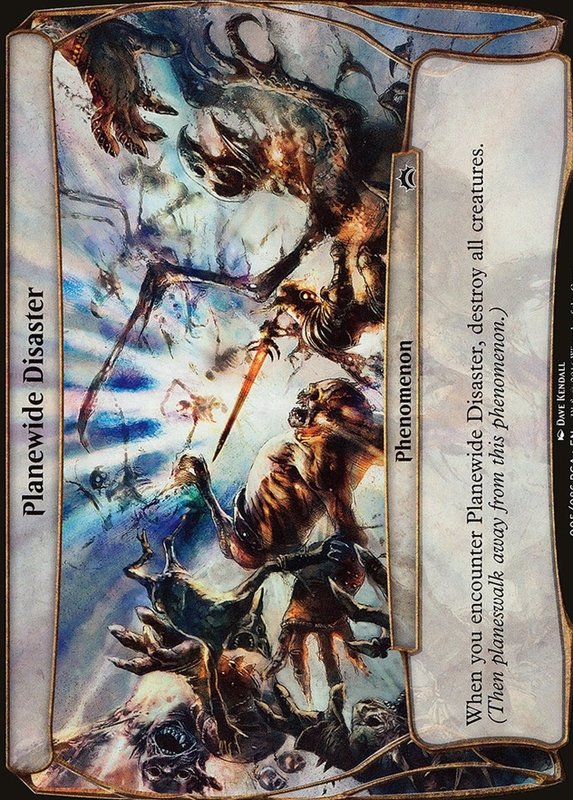 Planewide Disaster
Phenomenon
When you encounter Planewide Disaster, destroy all creatures.
(Then planeswalk away from this phenomenon.)
DAVE KENDALL